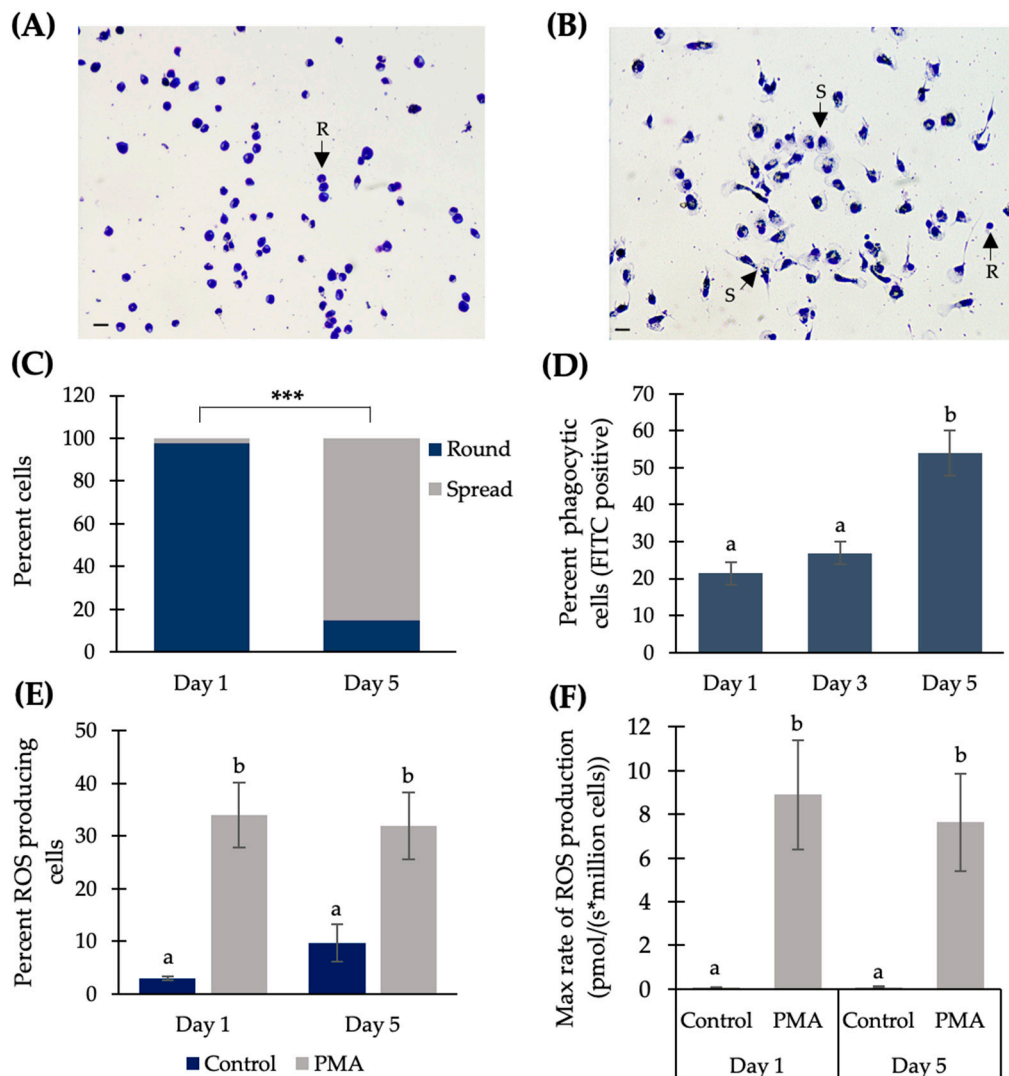 (A)
R
(B)
S
S
R
(C)
120
100
80
60
40
20
0
Percent cells
***
Round
Spread
Day 1
Day 5
(D)
70
60
50
40
30
20
10
0
Percent phagocytic
cells (FITC positive)
a
a
b
Day 1
Day 3
Day 5
(E)
50
40
30
20
10
0
Percent ROS producing
cells
a
b
a
b
Day 1
Day 5
Control
PMA
(F)
12
10
8
6
4
2
0
Max rate of ROS production
(pmol/(s*million cells))
a
b
a
b
Control PMA Control PMA
Day 1
Day 5